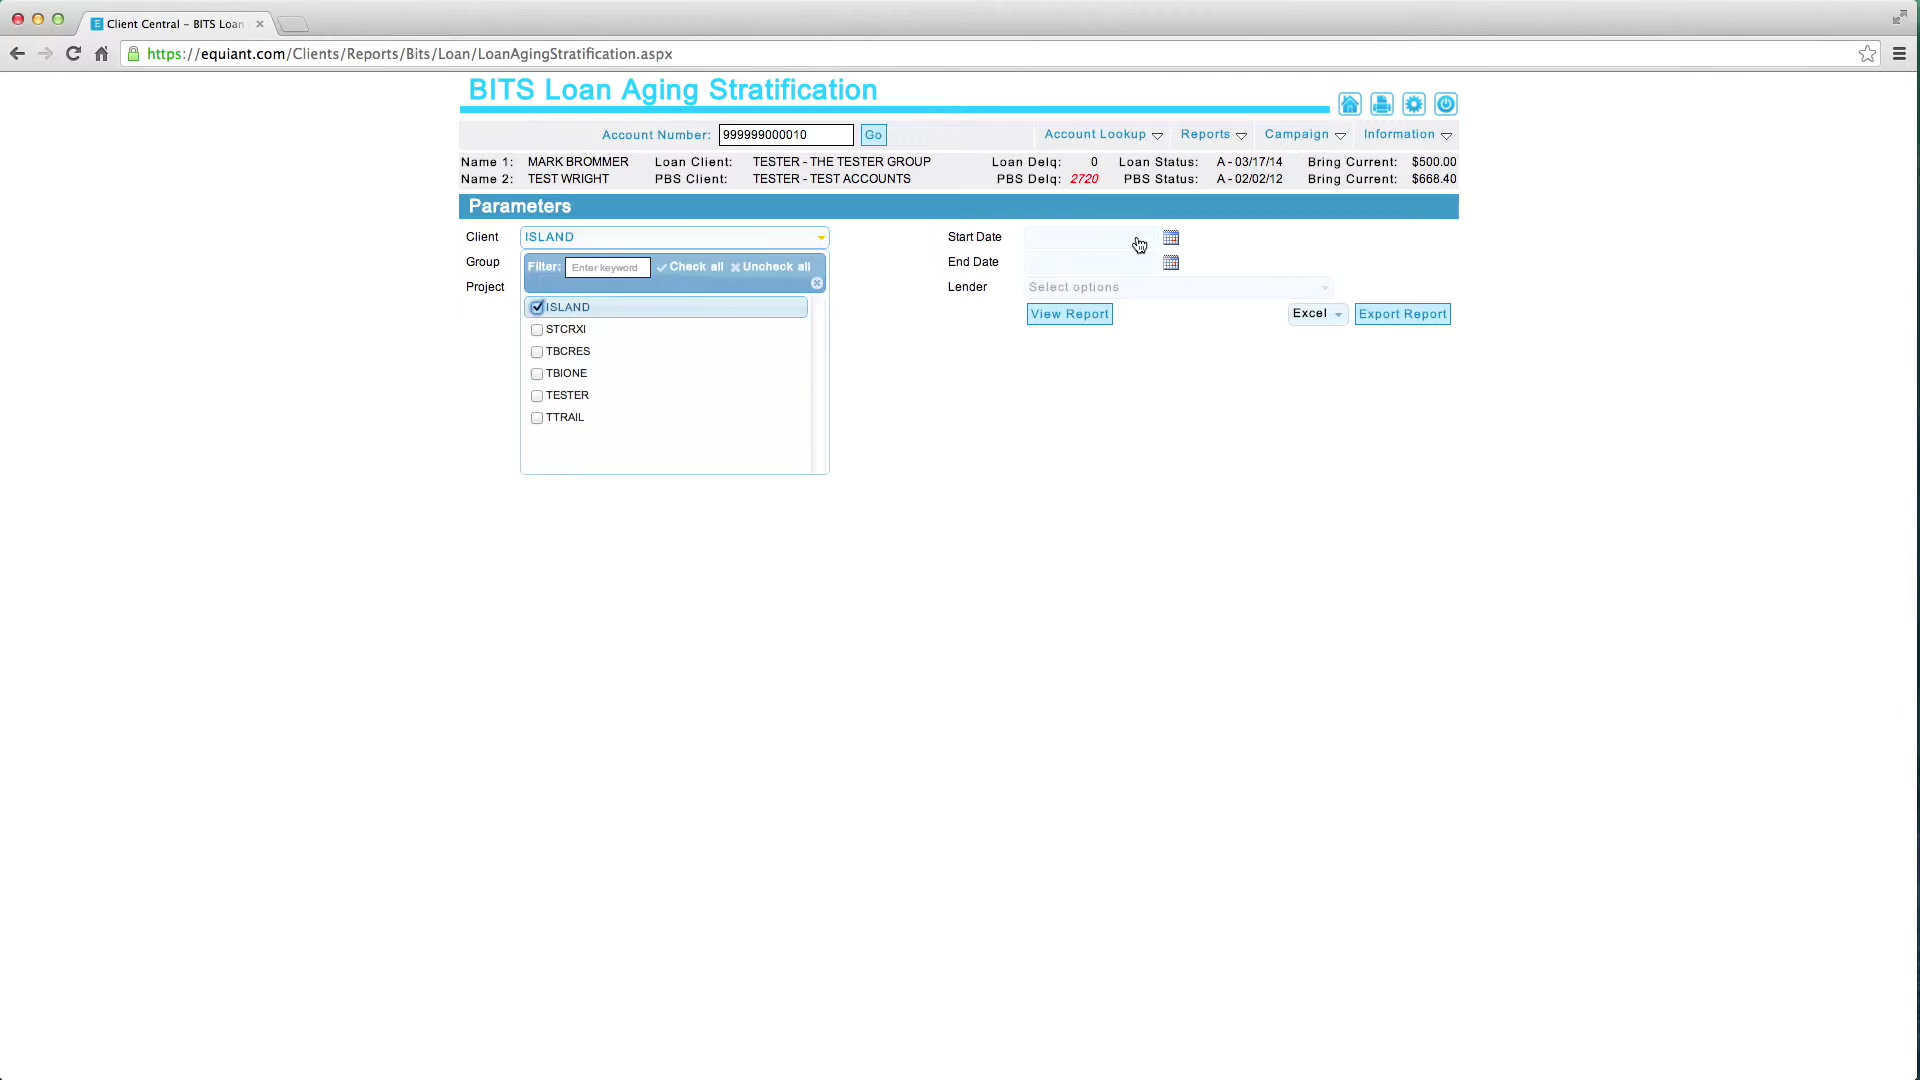 Client Central - BITS Loan
https://equiant.com/Clients/Reports/Bits/Loan/LoanAgingStratification.aspx
BITS Loan Aging Stratification
Account Number: 999999000010 Go Account Lookup Reports Campaign Information
Name 1: MARK BROMMER Loan Client: TESTER - THE TESTER GROUP Loan Delq: 0 Loan Status: A - 03/17/14 Bring Current: $500.00
Name 2: TEST WRIGHT PBS Client: TESTER - TEST ACCOUNTS PBS Delq: 2720 PBS Status: A - 02/02/12 Bring Current: $668.40
Parameters
Client ISLAND Start Date
Group Filter: Enter keyword Check all Uncheck all End Date
Project Lender Select options
ISLAND View Report Excel Export Report
STCRXI
TBCRES
TBIONE
TESTER
TTRAIL